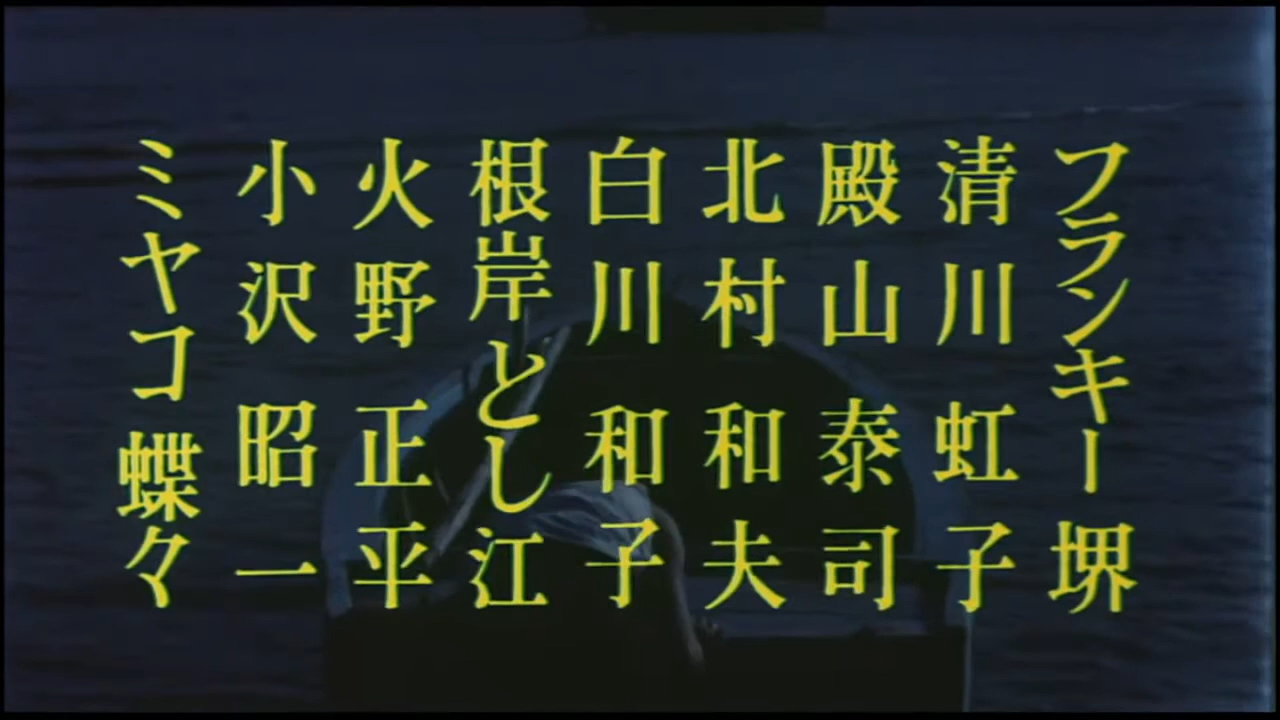 フランキー堺
清川虹子
殿山泰司
北村和夫
白川和子
根岸とし江
火野正平
小沢昭一
ミヤコ蝶々